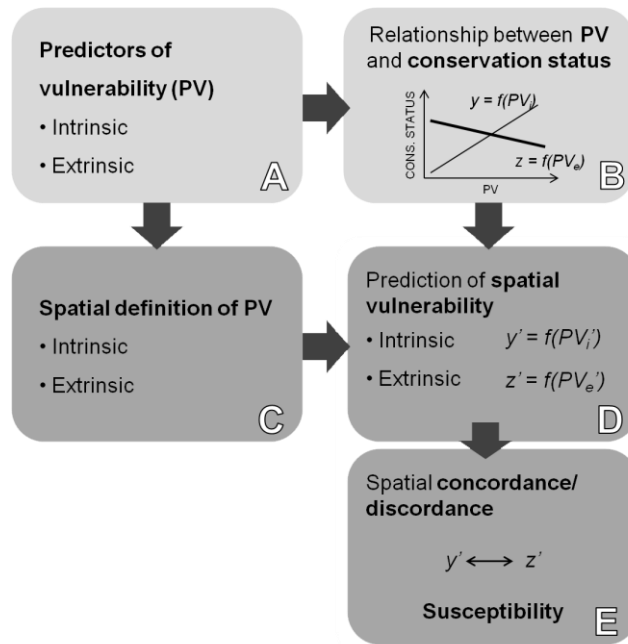 Predictors of
vulnerability (PV)
• Intrinsic
• Extrinsic
A
Relationship between PV
and conservation status
CONS. STATUS
y = f(PVi)
z = f(PVe)
PV
B
Spatial definition of PV
• Intrinsic
• Extrinsic
C
Prediction of spatial
vulnerability
• Intrinsic y' = f(PVi')
• Extrinsic z' = f(PVe')
D
Spatial concordance/
discordance
y' ⟷ z'
Susceptibility
E